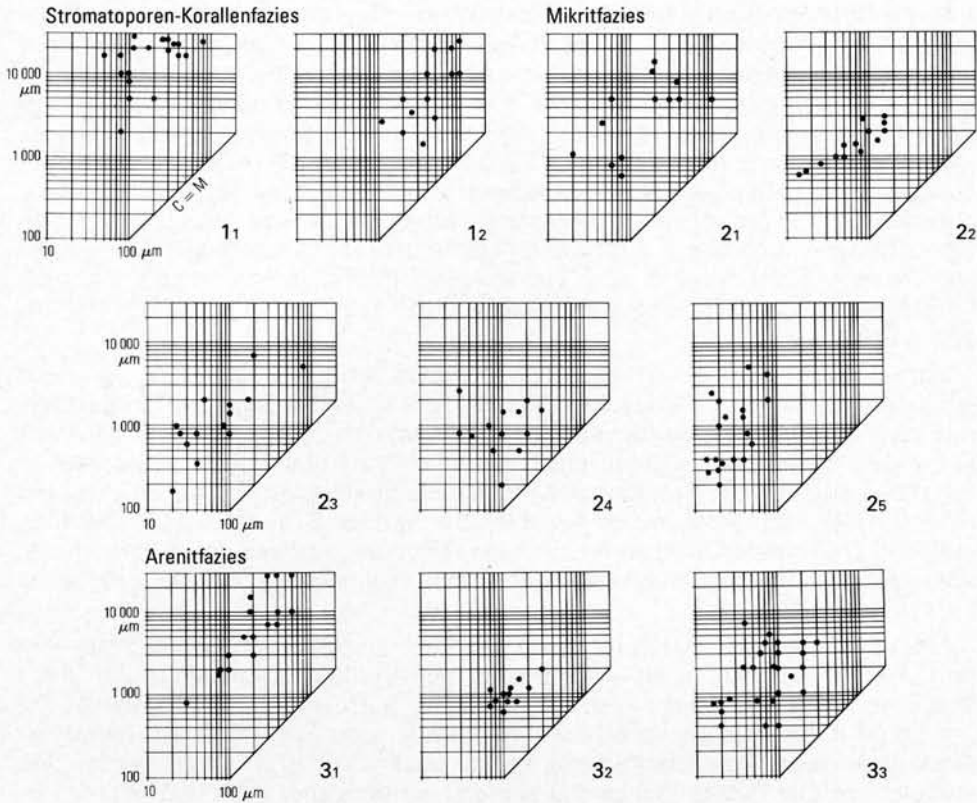 Stromatoporen-Korallenfazies
Mikritfazies
10 000
μm
1 000
100
10
100 μm
C = M
1₁
1₂
2₁
2₂
10 000
μm
1 000
100
10
100 μm
2₃
2₄
2₅
Arenitfazies
10 000
μm
1 000
100
10
100 μm
3₁
3₂
3₃